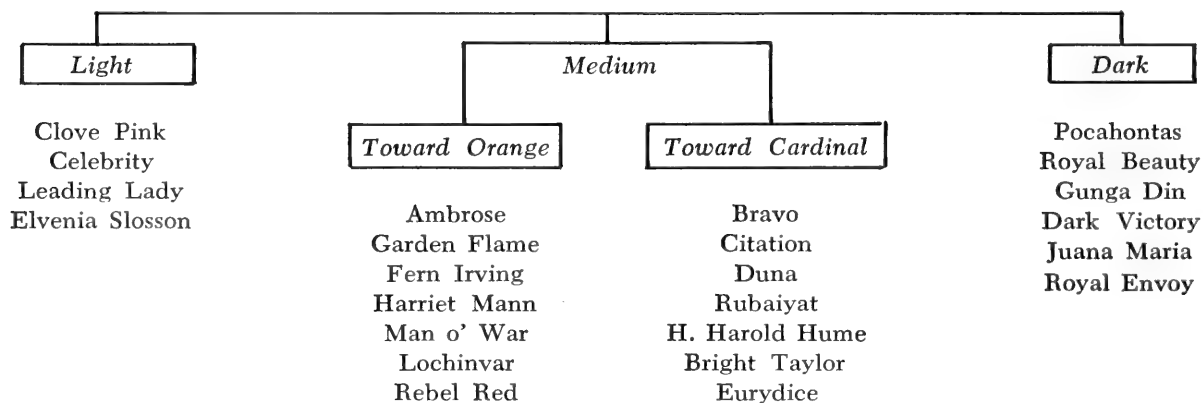 Light
Clove Pink
Celebrity
Leading Lady
Elvenia Slosson
Medium
Toward Orange
Ambrose
Garden Flame
Fern Irving
Harriet Mann
Man o' War
Lochinvar
Rebel Red
Toward Cardinal
Bravo
Citation
Duna
Rubaiyat
H. Harold Hume
Bright Taylor
Eurydice
Dark
Pocahontas
Royal Beauty
Gunga Din
Dark Victory
Juana Maria
Royal Envoy